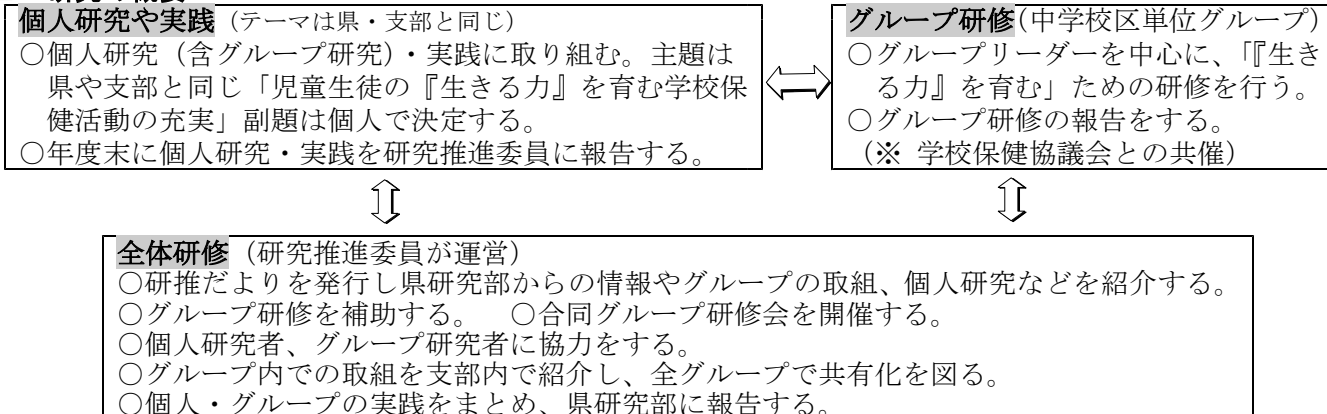 個人研究や実践（テーマは県・支部と同じ）
○個人研究（含グループ研究）・実践に取り組む。主題は
県や支部と同じ「児童生徒の『生きる力』を育む学校保
健活動の充実」副題は個人で決定する。
○年度末に個人研究・実践を研究推進委員に報告する。
グループ研修(中学校区単位グループ)
○グループリーダーを中心に、「『生き
る力』を育む」ための研修を行う。
○グループ研修の報告をする。
（※ 学校保健協議会との共催）
全体研修（研究推進委員が運営）
○研推だよりを発行し県研究部からの情報やグループの取組、個人研究などを紹介する。
○グループ研修を補助する。　○合同グループ研修会を開催する。
○個人研究者、グループ研究者に協力をする。
○グループ内での取組を支部内で紹介し、全グループで共有化を図る。
○個人・グループの実践をまとめ、県研究部に報告する。